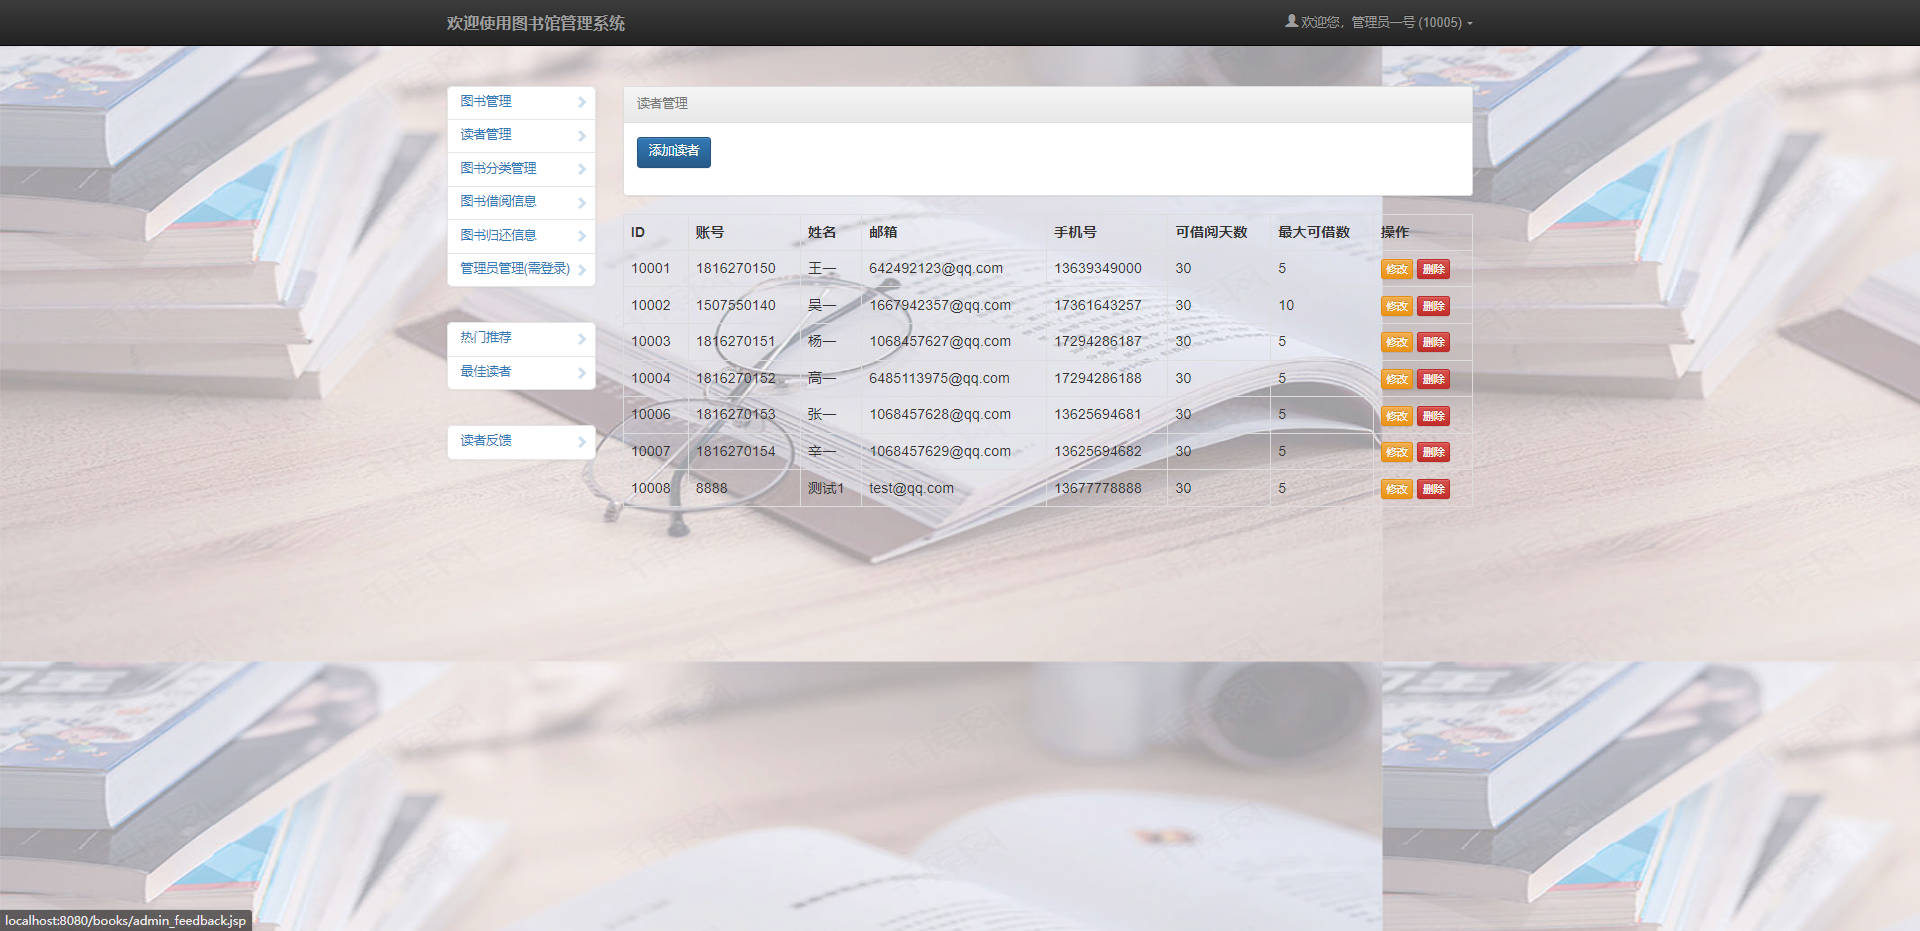 欢迎使用图书馆管理系统
欢迎您, 管理员一号 (10005)
图书管理
读者管理
图书分类管理
图书借阅信息
图书归还信息
管理员管理(需登录)
热门推荐
最佳读者
读者反馈
读者管理
添加读者
ID 账号 姓名 邮箱 手机号 可借阅天数 最大可借数 操作
10001 1816270150 王一 642492123@qq.com 13639349000 30 5 修改 删除
10002 1507550140 吴一 1667942357@qq.com 17361643257 30 10 修改 删除
10003 1816270151 杨一 1068457627@qq.com 17294286187 30 5 修改 删除
10004 1816270152 高一 6485113975@qq.com 17294286188 30 5 修改 删除
10006 1816270153 张一 1068457628@qq.com 13625694681 30 5 修改 删除
10007 1816270154 辛一 1068457629@qq.com 13625694682 30 5 修改 删除
10008 8888 测试1 test@qq.com 13677778888 30 5 修改 删除
localhost:8080/books/admin_feedback.jsp